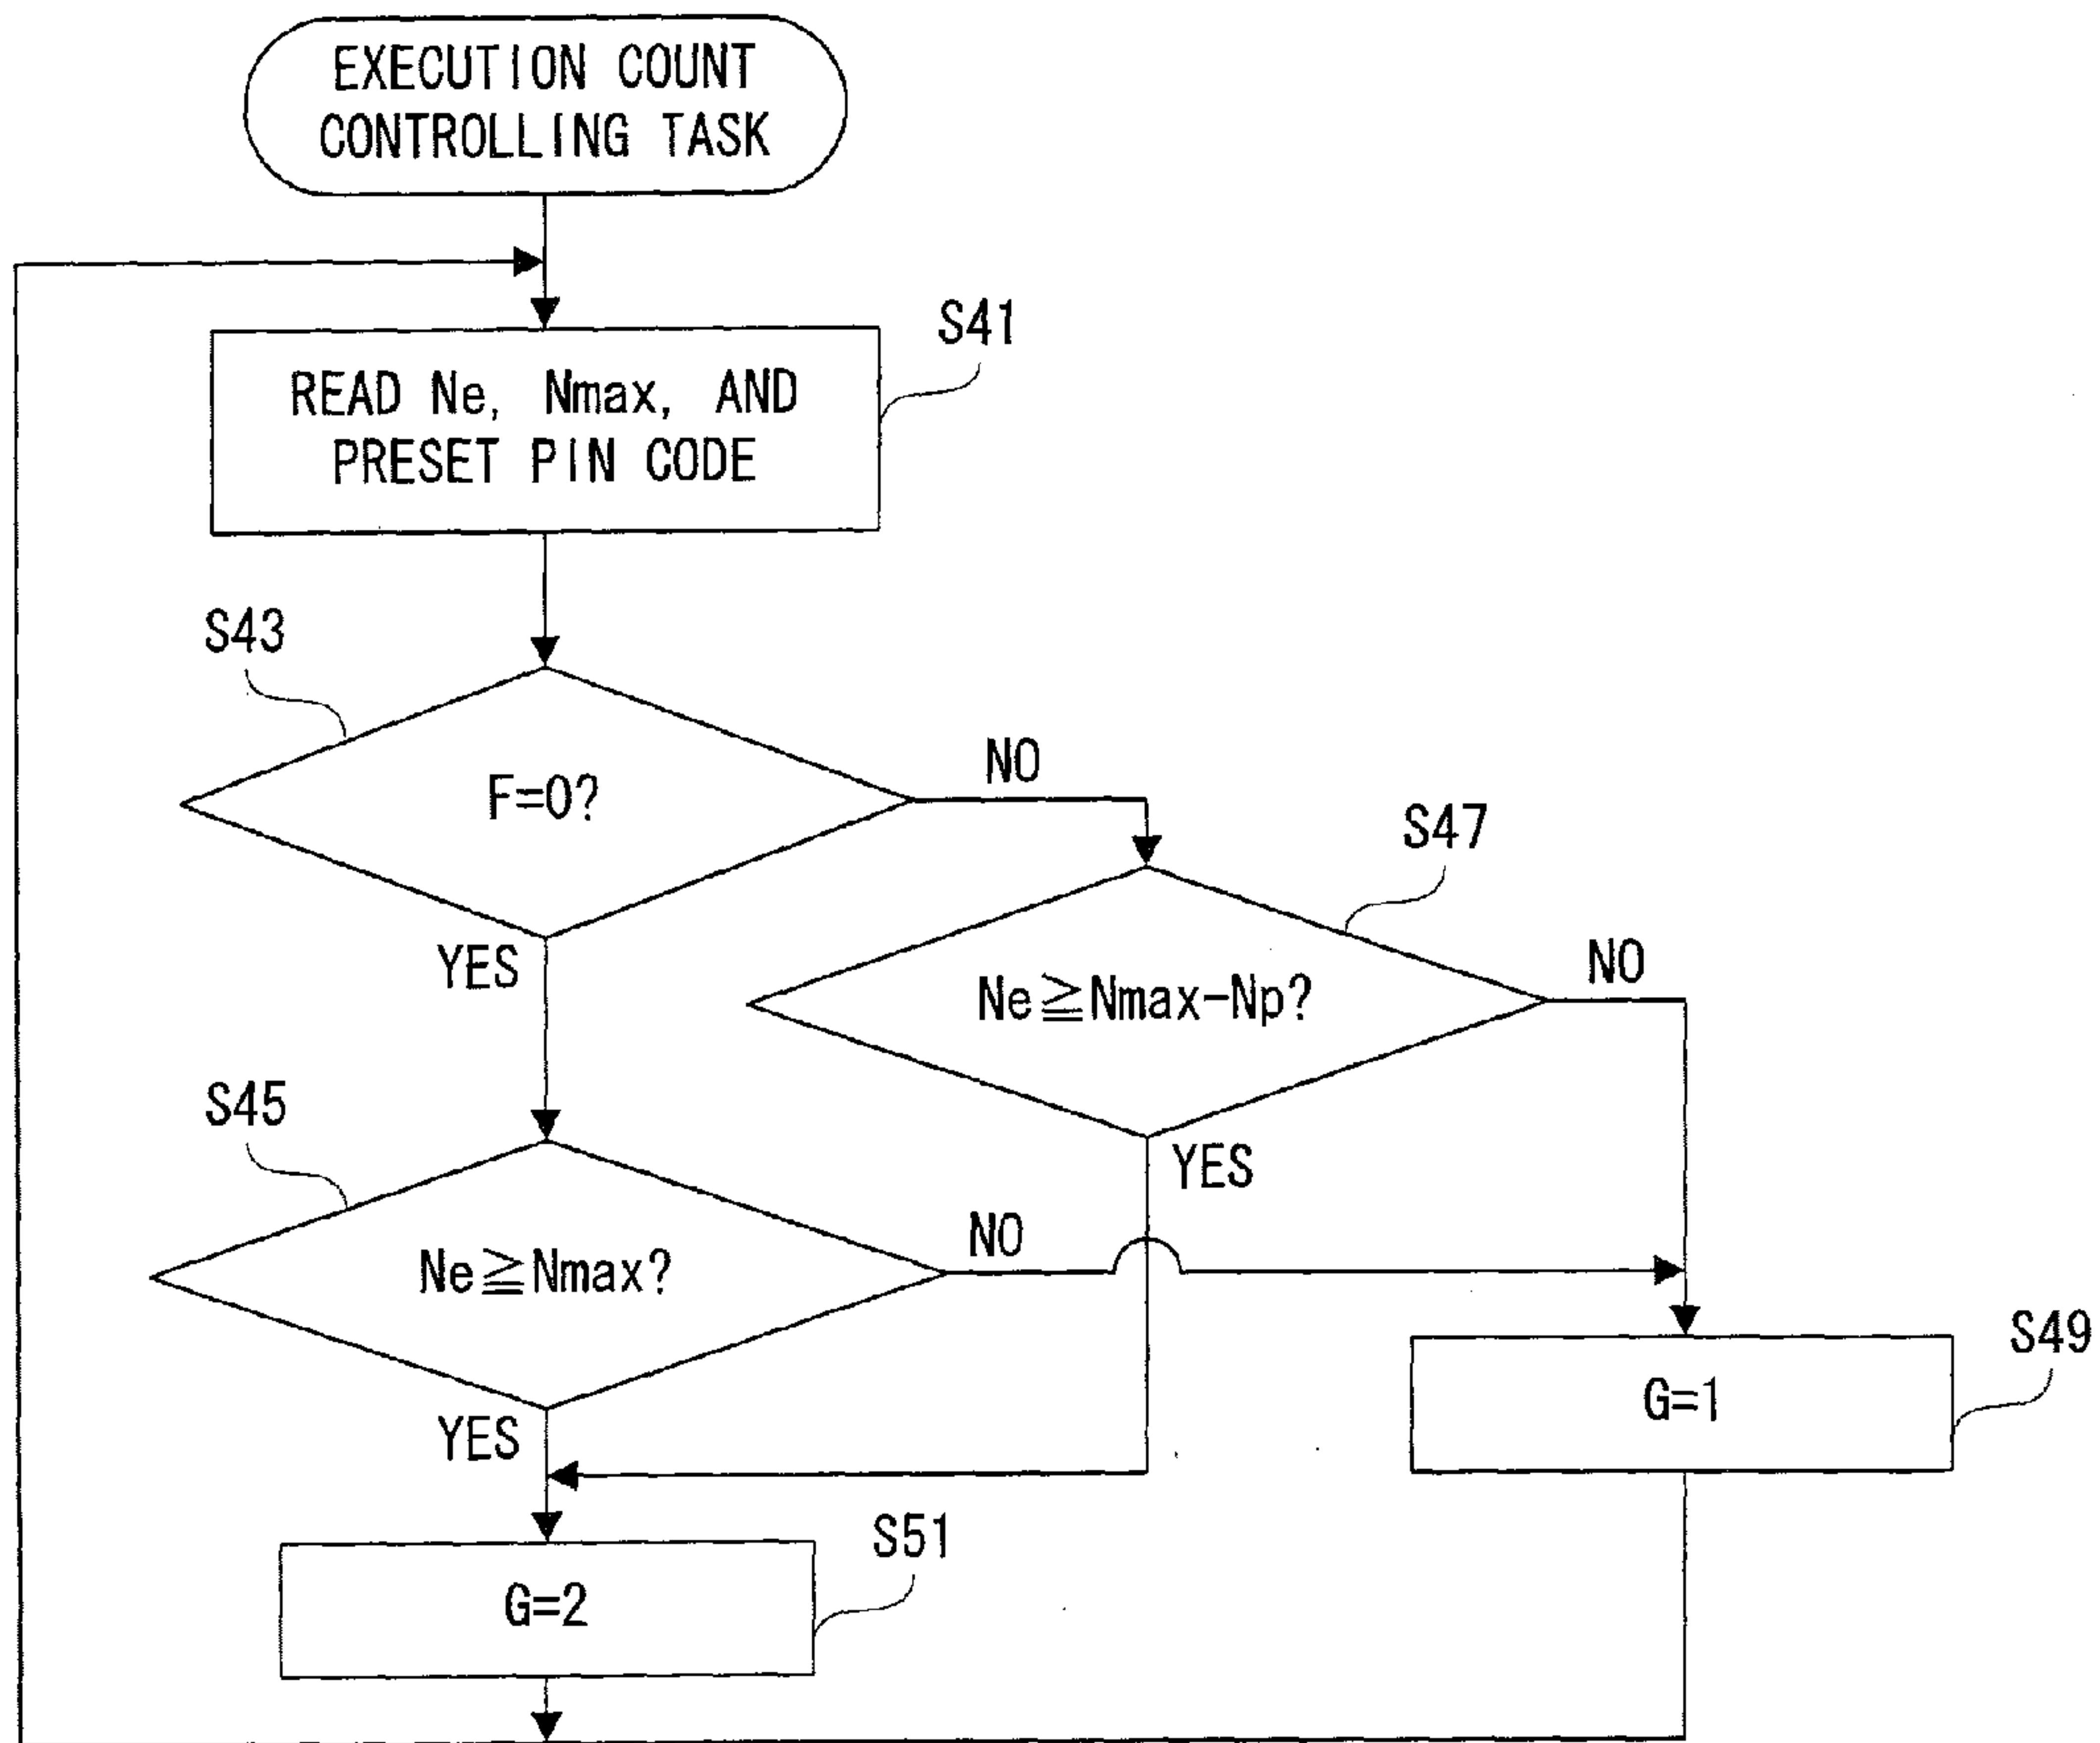 EXECUTION COUNT
CONTROLLING TASK
S41
READ Ne, Nmax, AND
PRESET PIN CODE
S43
F=0?
NO
YES
S47
Ne≧Nmax-Np?
NO
YES
S45
Ne≧Nmax?
NO
YES
S49
G=1
S51
G=2